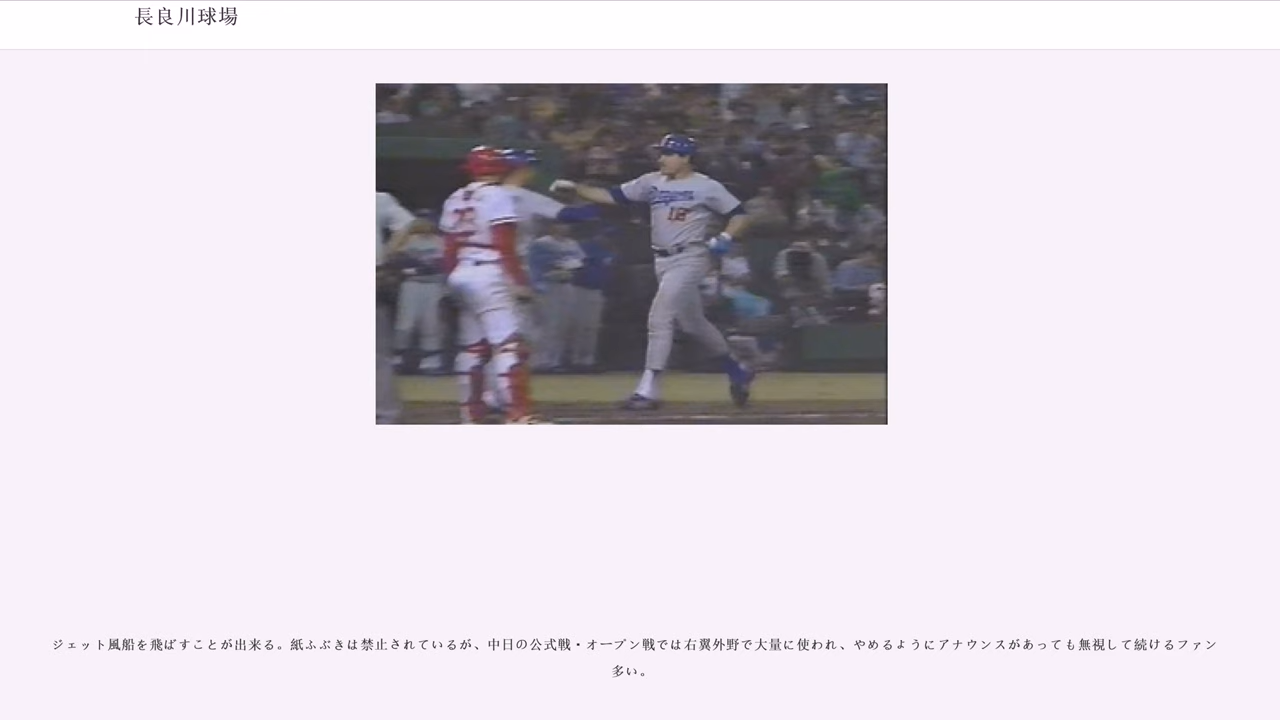 長良川球場
Dragons
ジェット風船を飛ばすことが出来る。紙ふぶきは禁止されているが、中日の公式戦・オープン戦では右翼外野で大量に使われ、やめるようにアナウンスがあっても無視して続けるファン
多い。